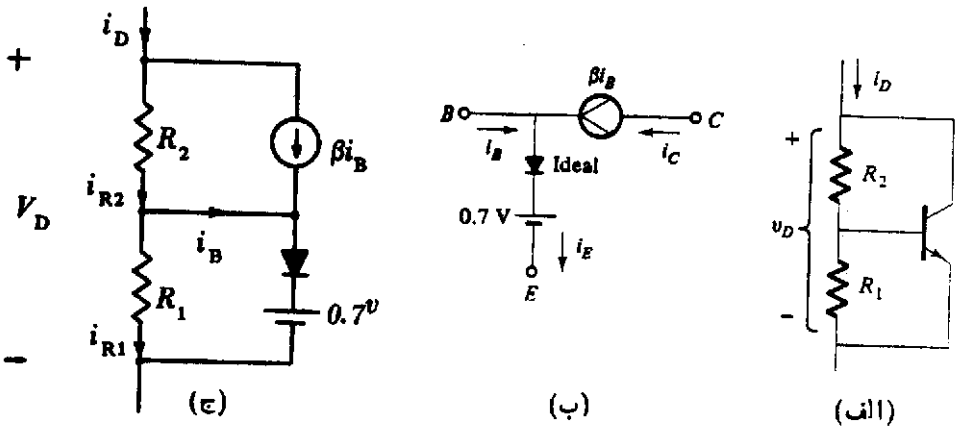 i_D
+
R_2
βi_B
i_R2
V_D
i_B
R_1
0.7^v
i_R1
−
(ج)
βi_B
B
C
i_B
i_C
Ideal
0.7 V
i_E
E
(ب)
i_D
+
R_2
υ_D
R_1
-
(الف)